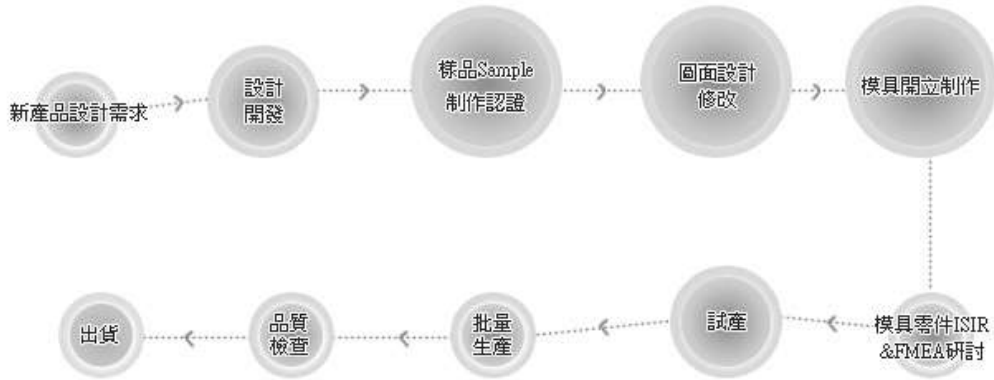 新產品設計需求
設計
開發
樣品Sample
制作認證
圖面設計
修改
模具開立制作
模具零件ISIR
&FMEA研討
試產
批量
生產
品質
檢查
出貨